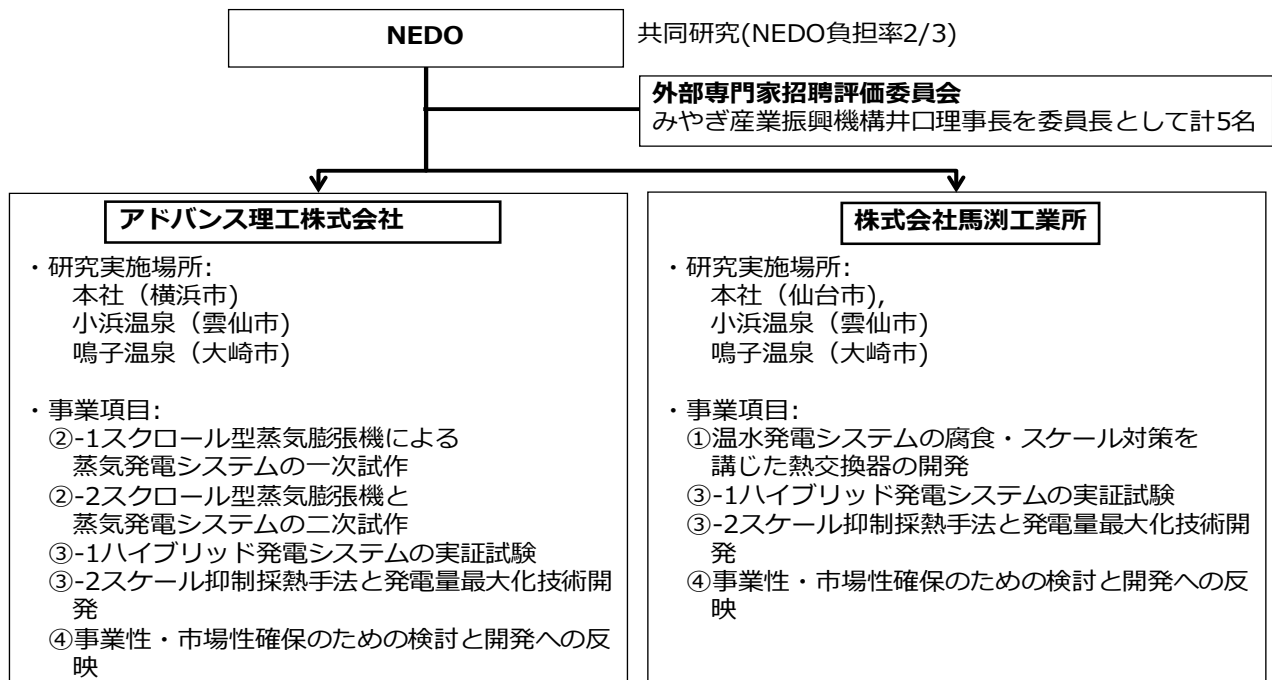 NEDO
共同研究(NEDO負担率2/3)
外部専門家招聘評価委員会
みやぎ産業振興機構井口理事長を委員長として計5名
アドバンス理工株式会社
・研究実施場所:
本社（横浜市)
小浜温泉（雲仙市)
鳴子温泉（大崎市)
・事業項目:
②-1スクロール型蒸気膨張機による
蒸気発電システムの一次試作
②-2スクロール型蒸気膨張機と
蒸気発電システムの二次試作
③-1ハイブリッド発電システムの実証試験
③-2スケール抑制採熱手法と発電量最大化技術開
発
④事業性・市場性確保のための検討と開発への反
映
株式会社馬渕工業所
・研究実施場所:
本社（仙台市),
小浜温泉（雲仙市)
鳴子温泉（大崎市)
・事業項目:
①温水発電システムの腐食・スケール対策を
講じた熱交換器の開発
③-1ハイブリッド発電システムの実証試験
③-2スケール抑制採熱手法と発電量最大化技術開
発
④事業性・市場性確保のための検討と開発への反
映